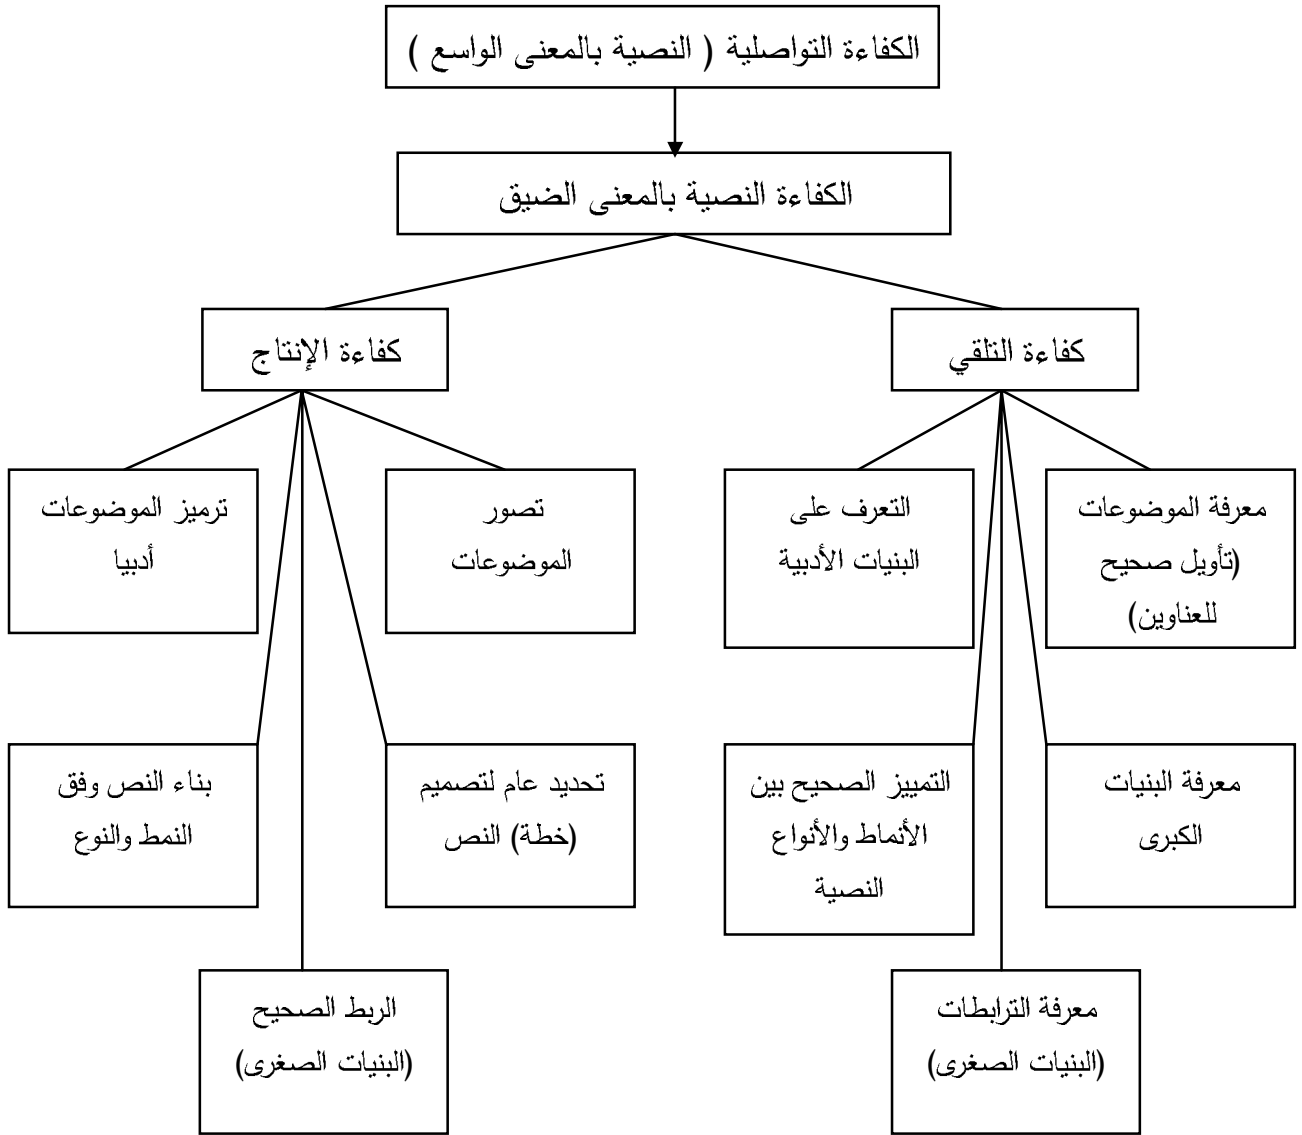 الكفاءة التواصلية ( النصية بالمعنى الواسع )
الكفاءة النصية بالمعنى الضيق
كفاءة التلقي
كفاءة الإنتاج
معرفة الموضوعات
(تأويل صحيح
للعناوين)
التعرف على
البنيات الأدبية
تصور
الموضوعات
ترميز الموضوعات
أدبيا
معرفة البنيات
الكبرى
التمييز الصحيح بين
الأنماط والأنواع
النصية
تحديد عام لتصميم
(خطة) النص
بناء النص وفق
النمط والنوع
معرفة الترابطات
(البنيات الصغرى)
الربط الصحيح
(البنيات الصغرى)